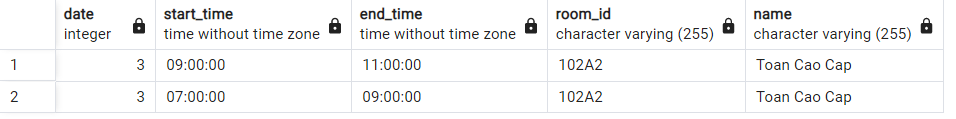 date start_time end_time room_id name
integer time without time zone time without time zone character varying (255) character varying (255)
1 3 09:00:00 11:00:00 102A2 Toan Cao Cap
2 3 07:00:00 09:00:00 102A2 Toan Cao Cap